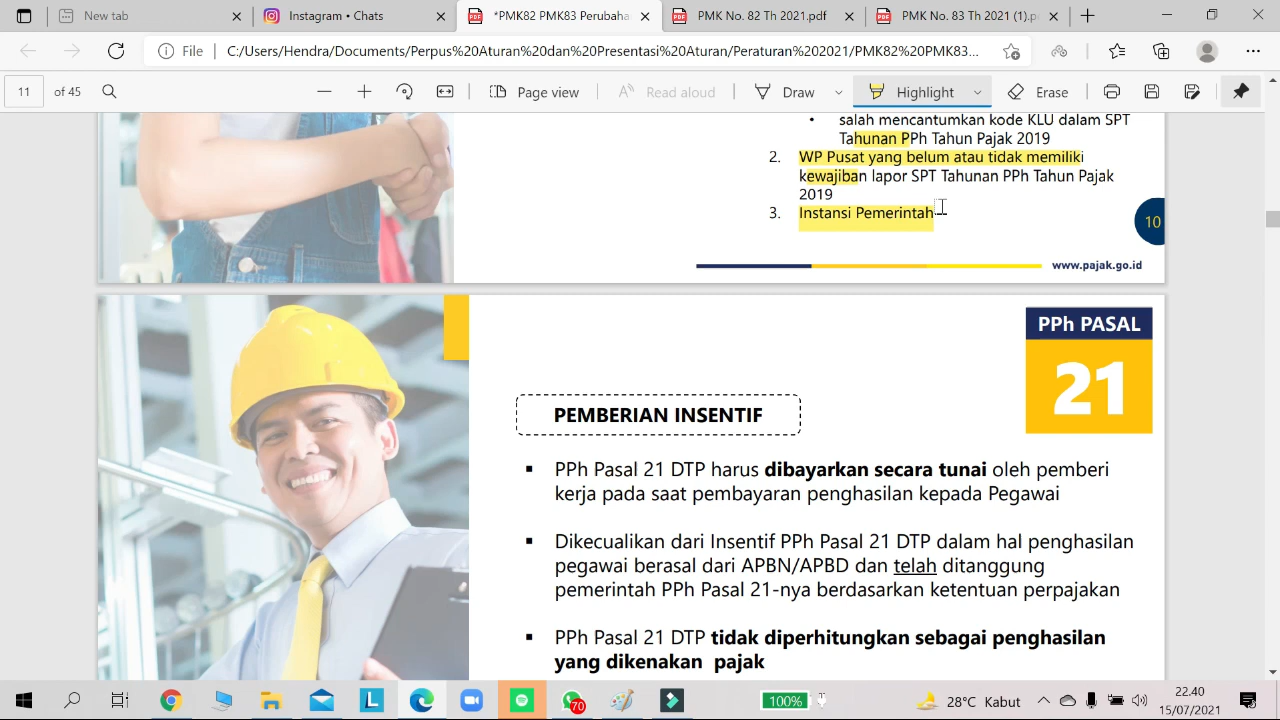 New tab
Instagram • Chats
*PMK82 PMK83 Perubaha
PMK No. 82 Th 2021.pdf
PMK No. 83 Th 2021 (1).p
File
C:/Users/Hendra/Documents/Perpus%20Aturan%20dan%20Presentasi%20Aturan/Peraturan%202021/PMK82%20PMK83...
11 of 45
Page view
Read aloud
Draw
Highlight
Erase
• salah mencantumkan kode KLU dalam SPT
Tahunan PPh Tahun Pajak 2019
2. WP Pusat yang belum atau tidak memiliki
kewajiban lapor SPT Tahunan PPh Tahun Pajak
2019
3. Instansi Pemerintah
10
www.pajak.go.id
PPh PASAL
21
PEMBERIAN INSENTIF
▪ PPh Pasal 21 DTP harus dibayarkan secara tunai oleh pemberi
kerja pada saat pembayaran penghasilan kepada Pegawai
▪ Dikecualikan dari Insentif PPh Pasal 21 DTP dalam hal penghasilan
pegawai berasal dari APBN/APBD dan telah ditanggung
pemerintah PPh Pasal 21-nya berdasarkan ketentuan perpajakan
▪ PPh Pasal 21 DTP tidak diperhitungkan sebagai penghasilan
yang dikenakan pajak
70
100%
28°C Kabut
22.40
15/07/2021